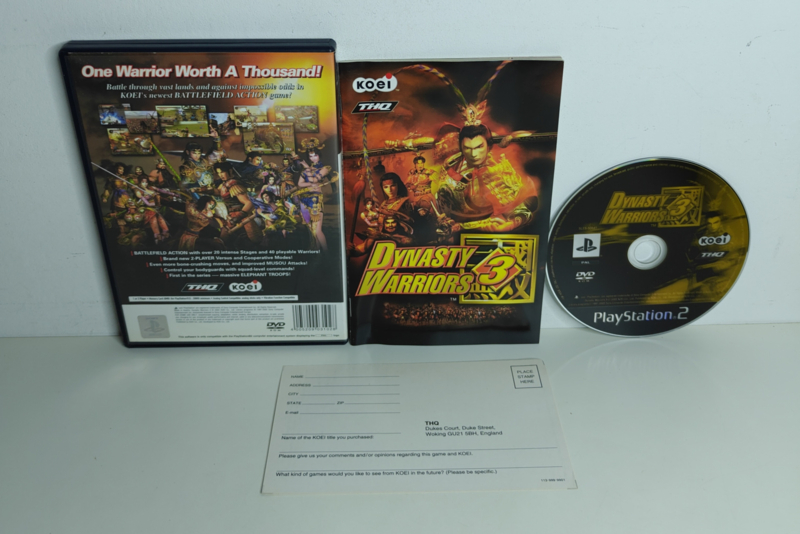 One Warrior Worth A Thousand!
Battle through vast lands and against impossible odds in
KOEI's newest BATTLEFIELD ACTION game!
BATTLEFIELD ACTION with over 20 intense Stages and 40 playable Warriors!
Brand new 2-PLAYER Versus and Cooperative Modes!
Even more bone-crushing moves, and improved MUSOU Attacks!
Control your bodyguards with squad-level commands!
First in the series — massive ELEPHANT TROOPS!
THQ
KOEI
DVD
KOEI
THQ
DYNASTY
WARRIORS 3
TM
DYNASTY
WARRIORS 3
KOEI
THQ
DVD
PlayStation 2
NAME
ADDRESS
CITY
STATE ZIP
E-mail
PLACE
STAMP
HERE
THQ
Dukes Court, Duke Street,
Woking GU21 5BH, England
Name of the KOEI title you purchased
Please give us your comments and/or opinions regarding this game and KOEI.
What kind of games would you like to see from KOEI in the future? (Please be specific.)